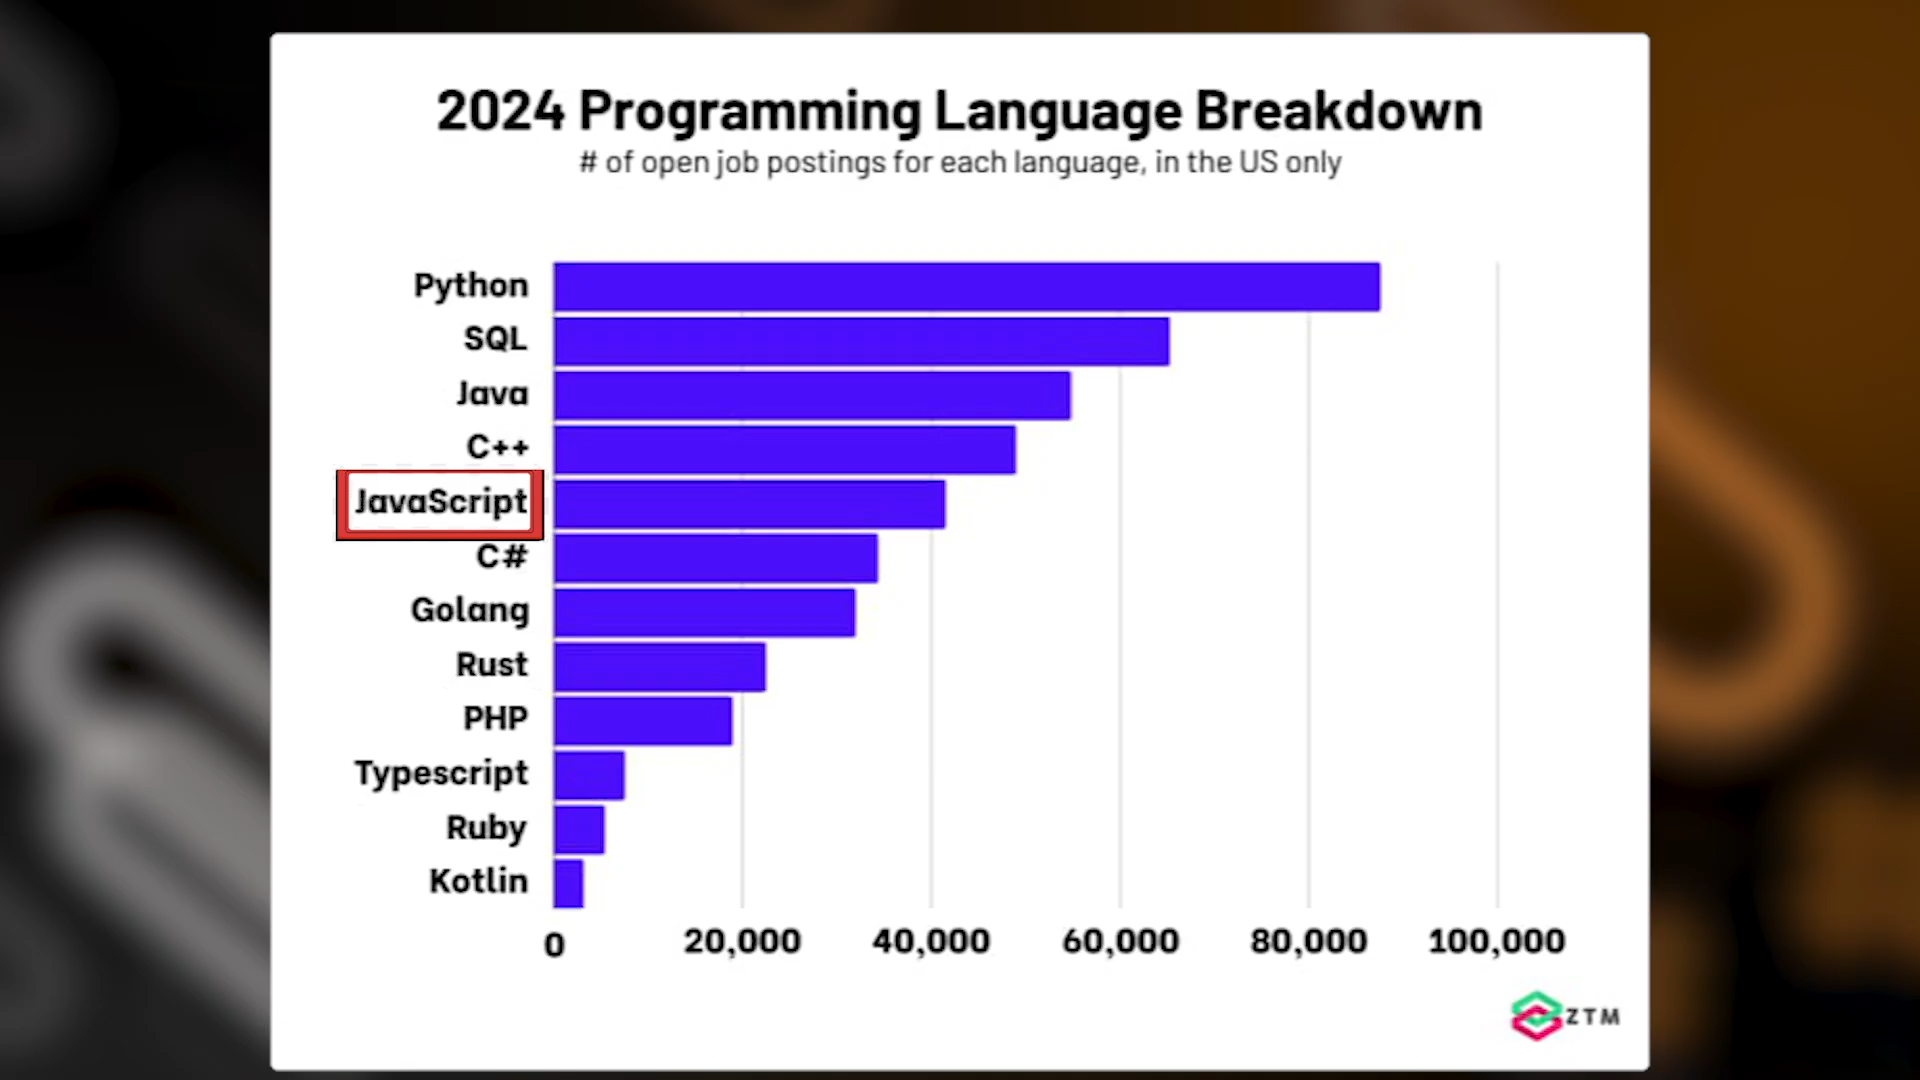 2024 Programming Language Breakdown
# of open job postings for each language, in the US only
Python
SQL
Java
C++
JavaScript
C#
Golang
Rust
PHP
Typescript
Ruby
Kotlin
0 20,000 40,000 60,000 80,000 100,000
ZTM